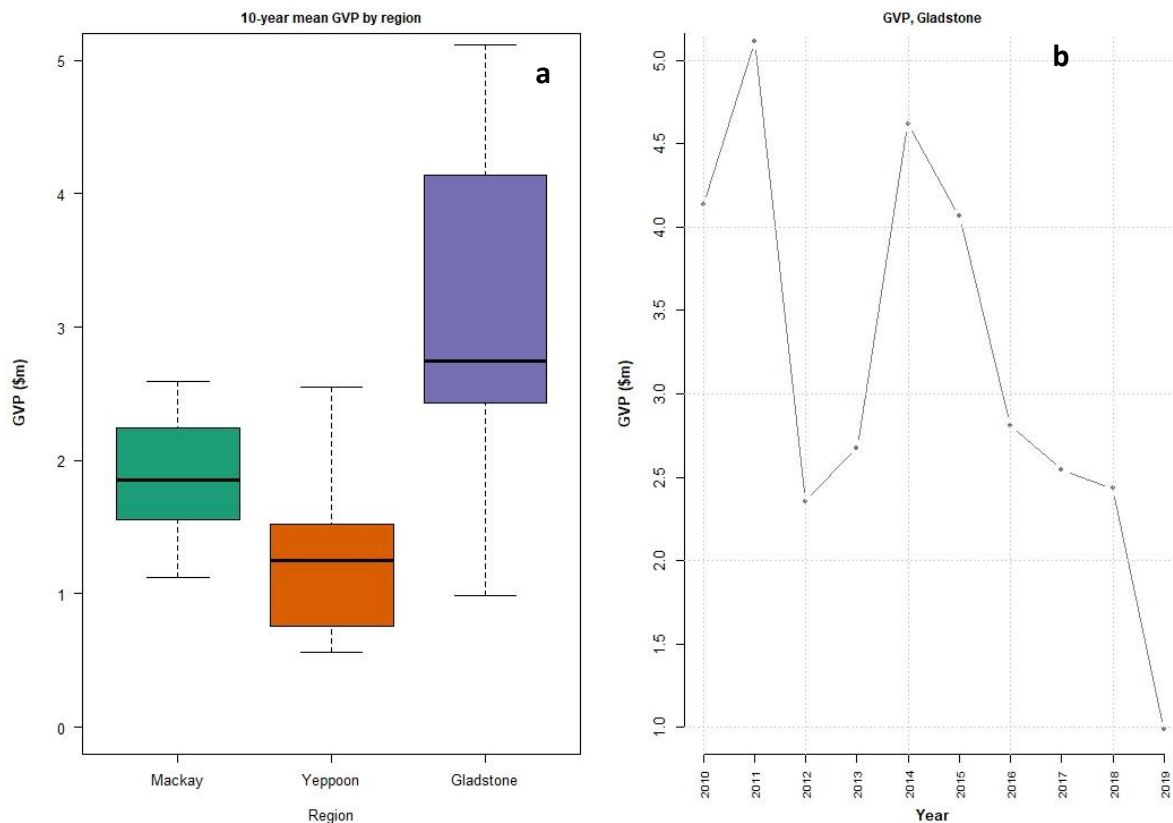 10-year mean GVP by region
a
GVP ($m)
5
4
3
2
1
0
Mackay Yeppoon Gladstone
Region
GVP, Gladstone
b
GVP ($m)
5.0
4.5
4.0
3.5
3.0
2.5
2.0
1.5
1.0
2010 2011 2012 2013 2014 2015 2016 2017 2018 2019
Year